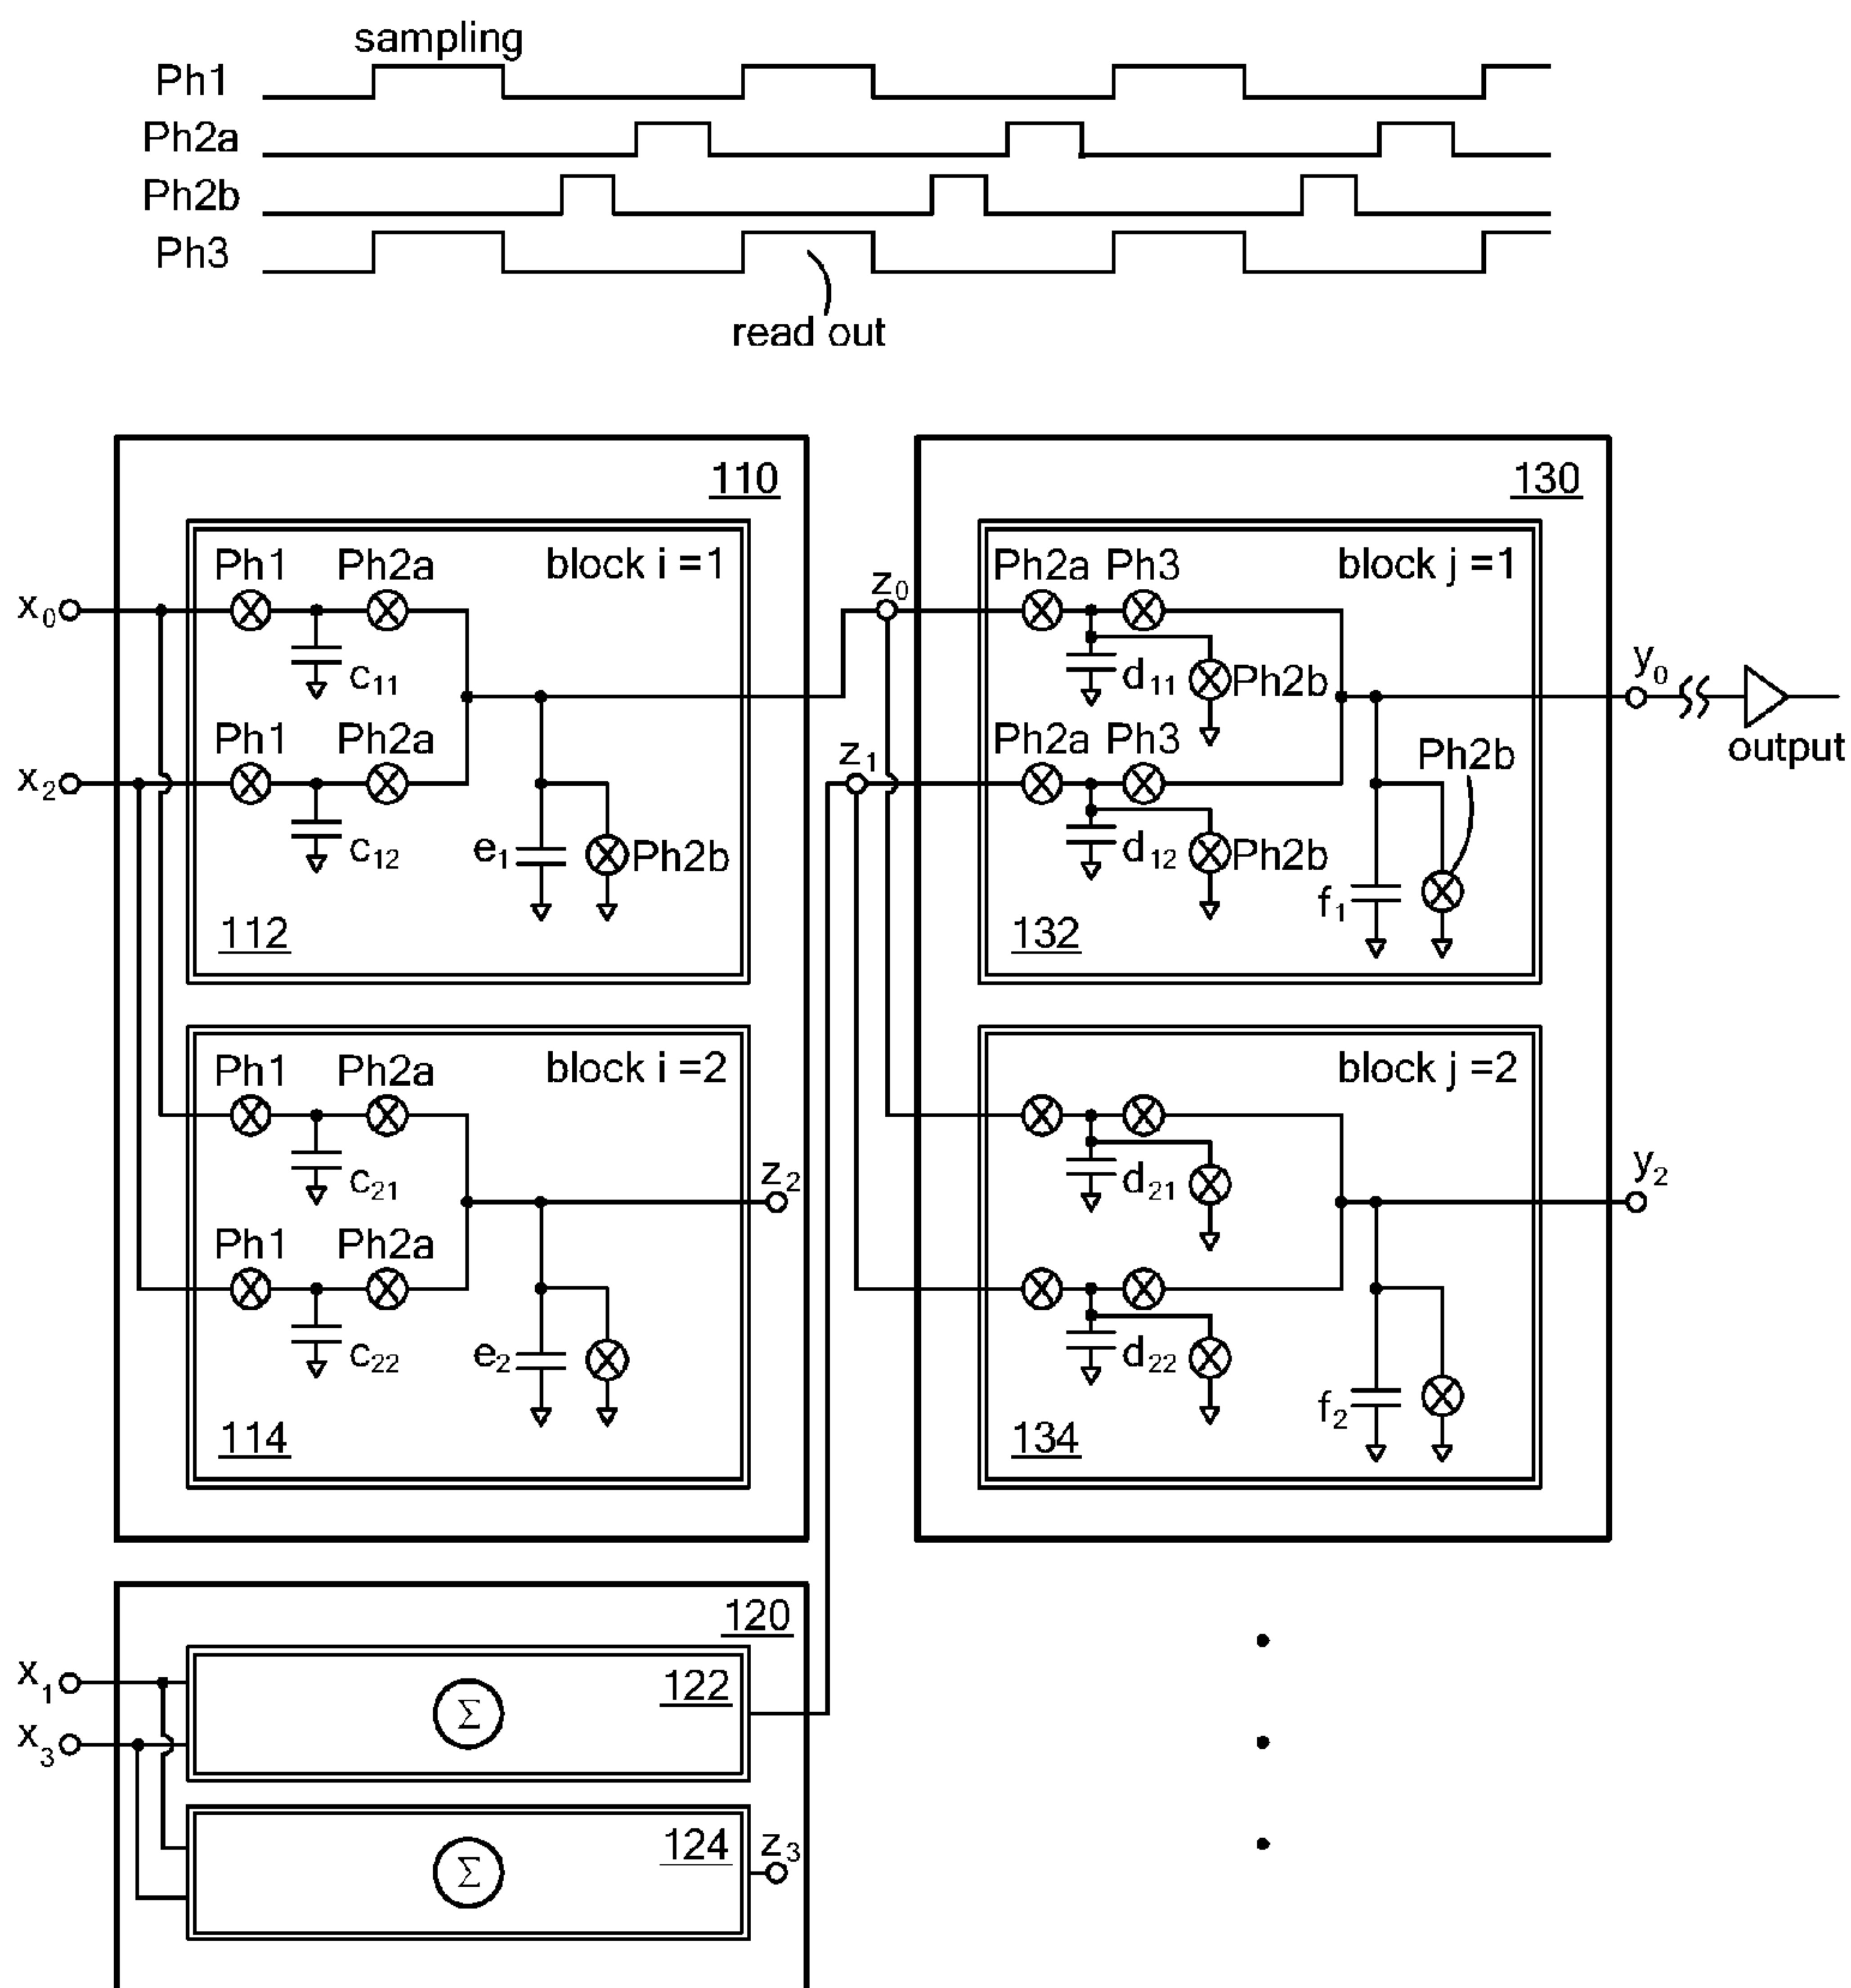 sampling
Ph1
Ph2a
Ph2b
Ph3
read out
110
block i =1
Ph1 Ph2a
x0
c11
Ph1 Ph2a
x2
c12
e1
Ph2b
112
block i =2
Ph1 Ph2a
c21
z2
Ph1 Ph2a
c22
e2
114
130
block j =1
z0
Ph2a Ph3
d11
Ph2b
y0
output
z1
Ph2a Ph3
d12
Ph2b
Ph2b
f1
132
block j =2
d21
y2
d22
f2
134
120
x1
x3
Σ
122
Σ
124
z3